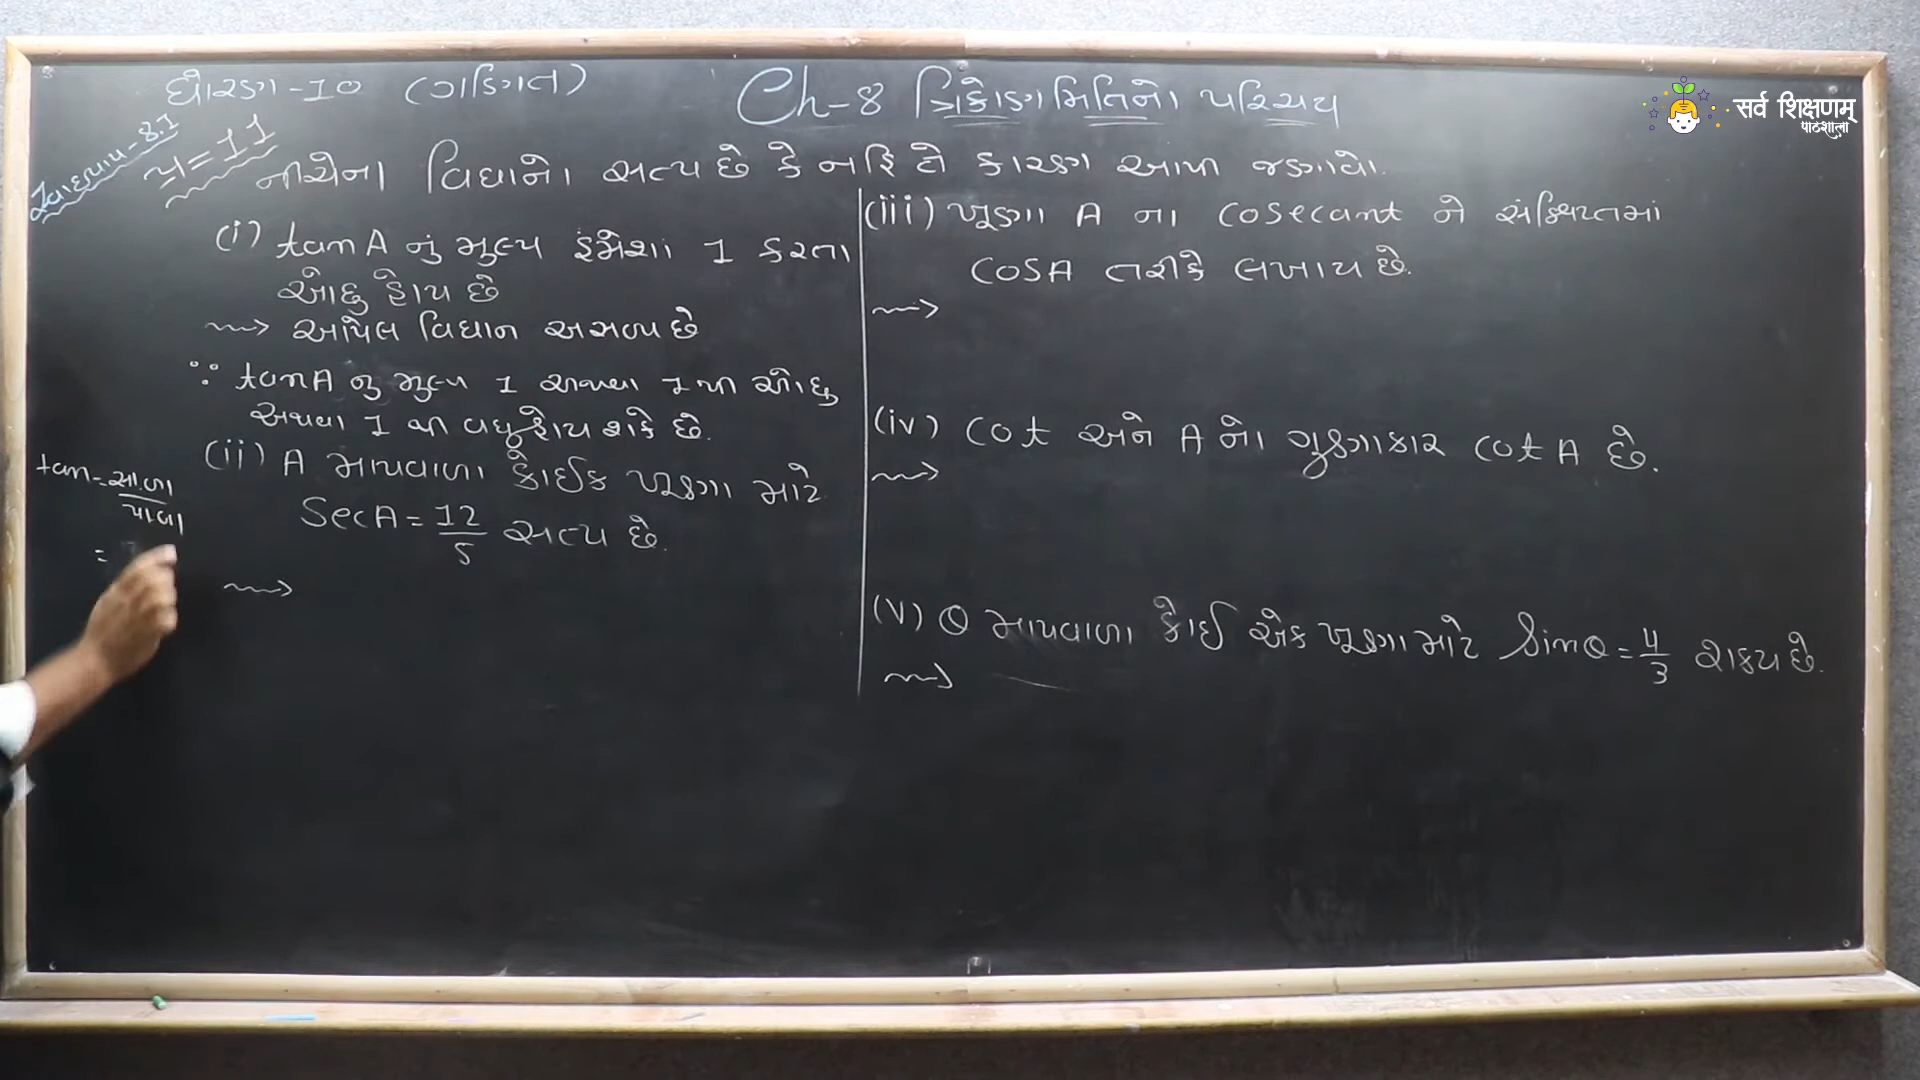 ધોરણ-10 (ગણિત)
Ch-8 ત્રિકોણમિતિનો પરિચય
सर्व शिक्षणम्
पाठशाला
સ્વાધ્યાય-8.1
પ્ર=11
નીચેના વિધાનો સત્ય છે કે નહિ તે કારણ આપી જણાવો.
(i) tanA નું મુલ્ય હંમેશા 1 કરતા
ઓછુ હોય છે
આપેલ વિધાન અસત્ય છે
∵ tanA નુ મુલ્ય 1 અથવા 1 થી ઓછુ
અથવા 1 થી વધુ હોય શકે છે.
(ii) A માપવાળા કોઈક ખૂણા માટે
SecA = 12/5 સત્ય છે.
tan = સા.બા / પા.બા
=
(iii) ખૂણા A ના cosecant ને સંક્ષિપ્તમાં
COSA તરીકે લખાય છે.
(iv) cot અને A નો ગુણાકાર cot A છે.
(V) θ માપવાળા કોઈ એક ખૂણા માટે Sinθ = 4/3 શક્ય છે.